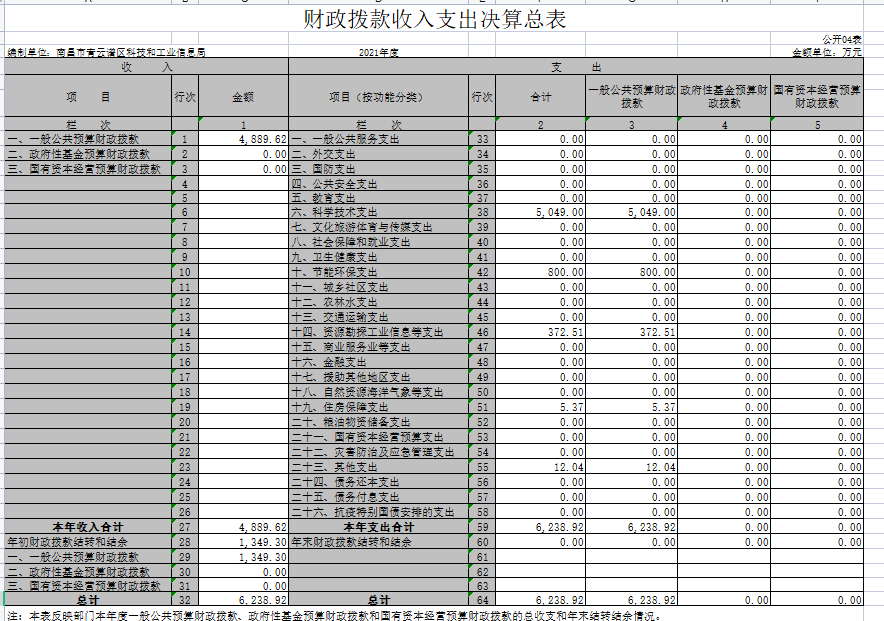 财政拨款收入支出决算总表
公开04表
编制单位：南昌市青云谱区科技和工业信息局 2021年度 金额单位：万元
收 入 支 出
项 目 行次 金额 项目（按功能分类） 行次 合计 一般公共预算财政拨款 政府性基金预算财政拨款 国有资本经营预算财政拨款
栏 次 1 栏 次 2 3 4 5
一、一般公共预算财政拨款 1 4,889.62 一、一般公共服务支出 33 0.00 0.00 0.00 0.00
二、政府性基金预算财政拨款 2 0.00 二、外交支出 34 0.00 0.00 0.00 0.00
三、国有资本经营预算财政拨款 3 0.00 三、国防支出 35 0.00 0.00 0.00 0.00
4 四、公共安全支出 36 0.00 0.00 0.00 0.00
5 五、教育支出 37 0.00 0.00 0.00 0.00
6 六、科学技术支出 38 5,049.00 5,049.00 0.00 0.00
7 七、文化旅游体育与传媒支出 39 0.00 0.00 0.00 0.00
8 八、社会保障和就业支出 40 0.00 0.00 0.00 0.00
9 九、卫生健康支出 41 0.00 0.00 0.00 0.00
10 十、节能环保支出 42 800.00 800.00 0.00 0.00
11 十一、城乡社区支出 43 0.00 0.00 0.00 0.00
12 十二、农林水支出 44 0.00 0.00 0.00 0.00
13 十三、交通运输支出 45 0.00 0.00 0.00 0.00
14 十四、资源勘探工业信息等支出 46 372.51 372.51 0.00 0.00
15 十五、商业服务业等支出 47 0.00 0.00 0.00 0.00
16 十六、金融支出 48 0.00 0.00 0.00 0.00
17 十七、援助其他地区支出 49 0.00 0.00 0.00 0.00
18 十八、自然资源海洋气象等支出 50 0.00 0.00 0.00 0.00
19 十九、住房保障支出 51 5.37 5.37 0.00 0.00
20 二十、粮油物资储备支出 52 0.00 0.00 0.00 0.00
21 二十一、国有资本经营预算支出 53 0.00 0.00 0.00 0.00
22 二十二、灾害防治及应急管理支出 54 0.00 0.00 0.00 0.00
23 二十三、其他支出 55 12.04 12.04 0.00 0.00
24 二十四、债务还本支出 56 0.00 0.00 0.00 0.00
25 二十五、债务付息支出 57 0.00 0.00 0.00 0.00
26 二十六、抗疫特别国债安排的支出 58 0.00 0.00 0.00 0.00
本年收入合计 27 4,889.62 本年支出合计 59 6,238.92 6,238.92 0.00 0.00
年初财政拨款结转和结余 28 1,349.30 年末财政拨款结转和结余 60 0.00 0.00 0.00 0.00
一、一般公共预算财政拨款 29 1,349.30 61
二、政府性基金预算财政拨款 30 0.00 62
三、国有资本经营预算财政拨款 31 0.00 63
总计 32 6,238.92 总计 64 6,238.92 6,238.92 0.00 0.00
注：本表反映部门本年度一般公共预算财政拨款、政府性基金预算财政拨款和国有资本经营预算财政拨款的总收支和年末结转结余情况。